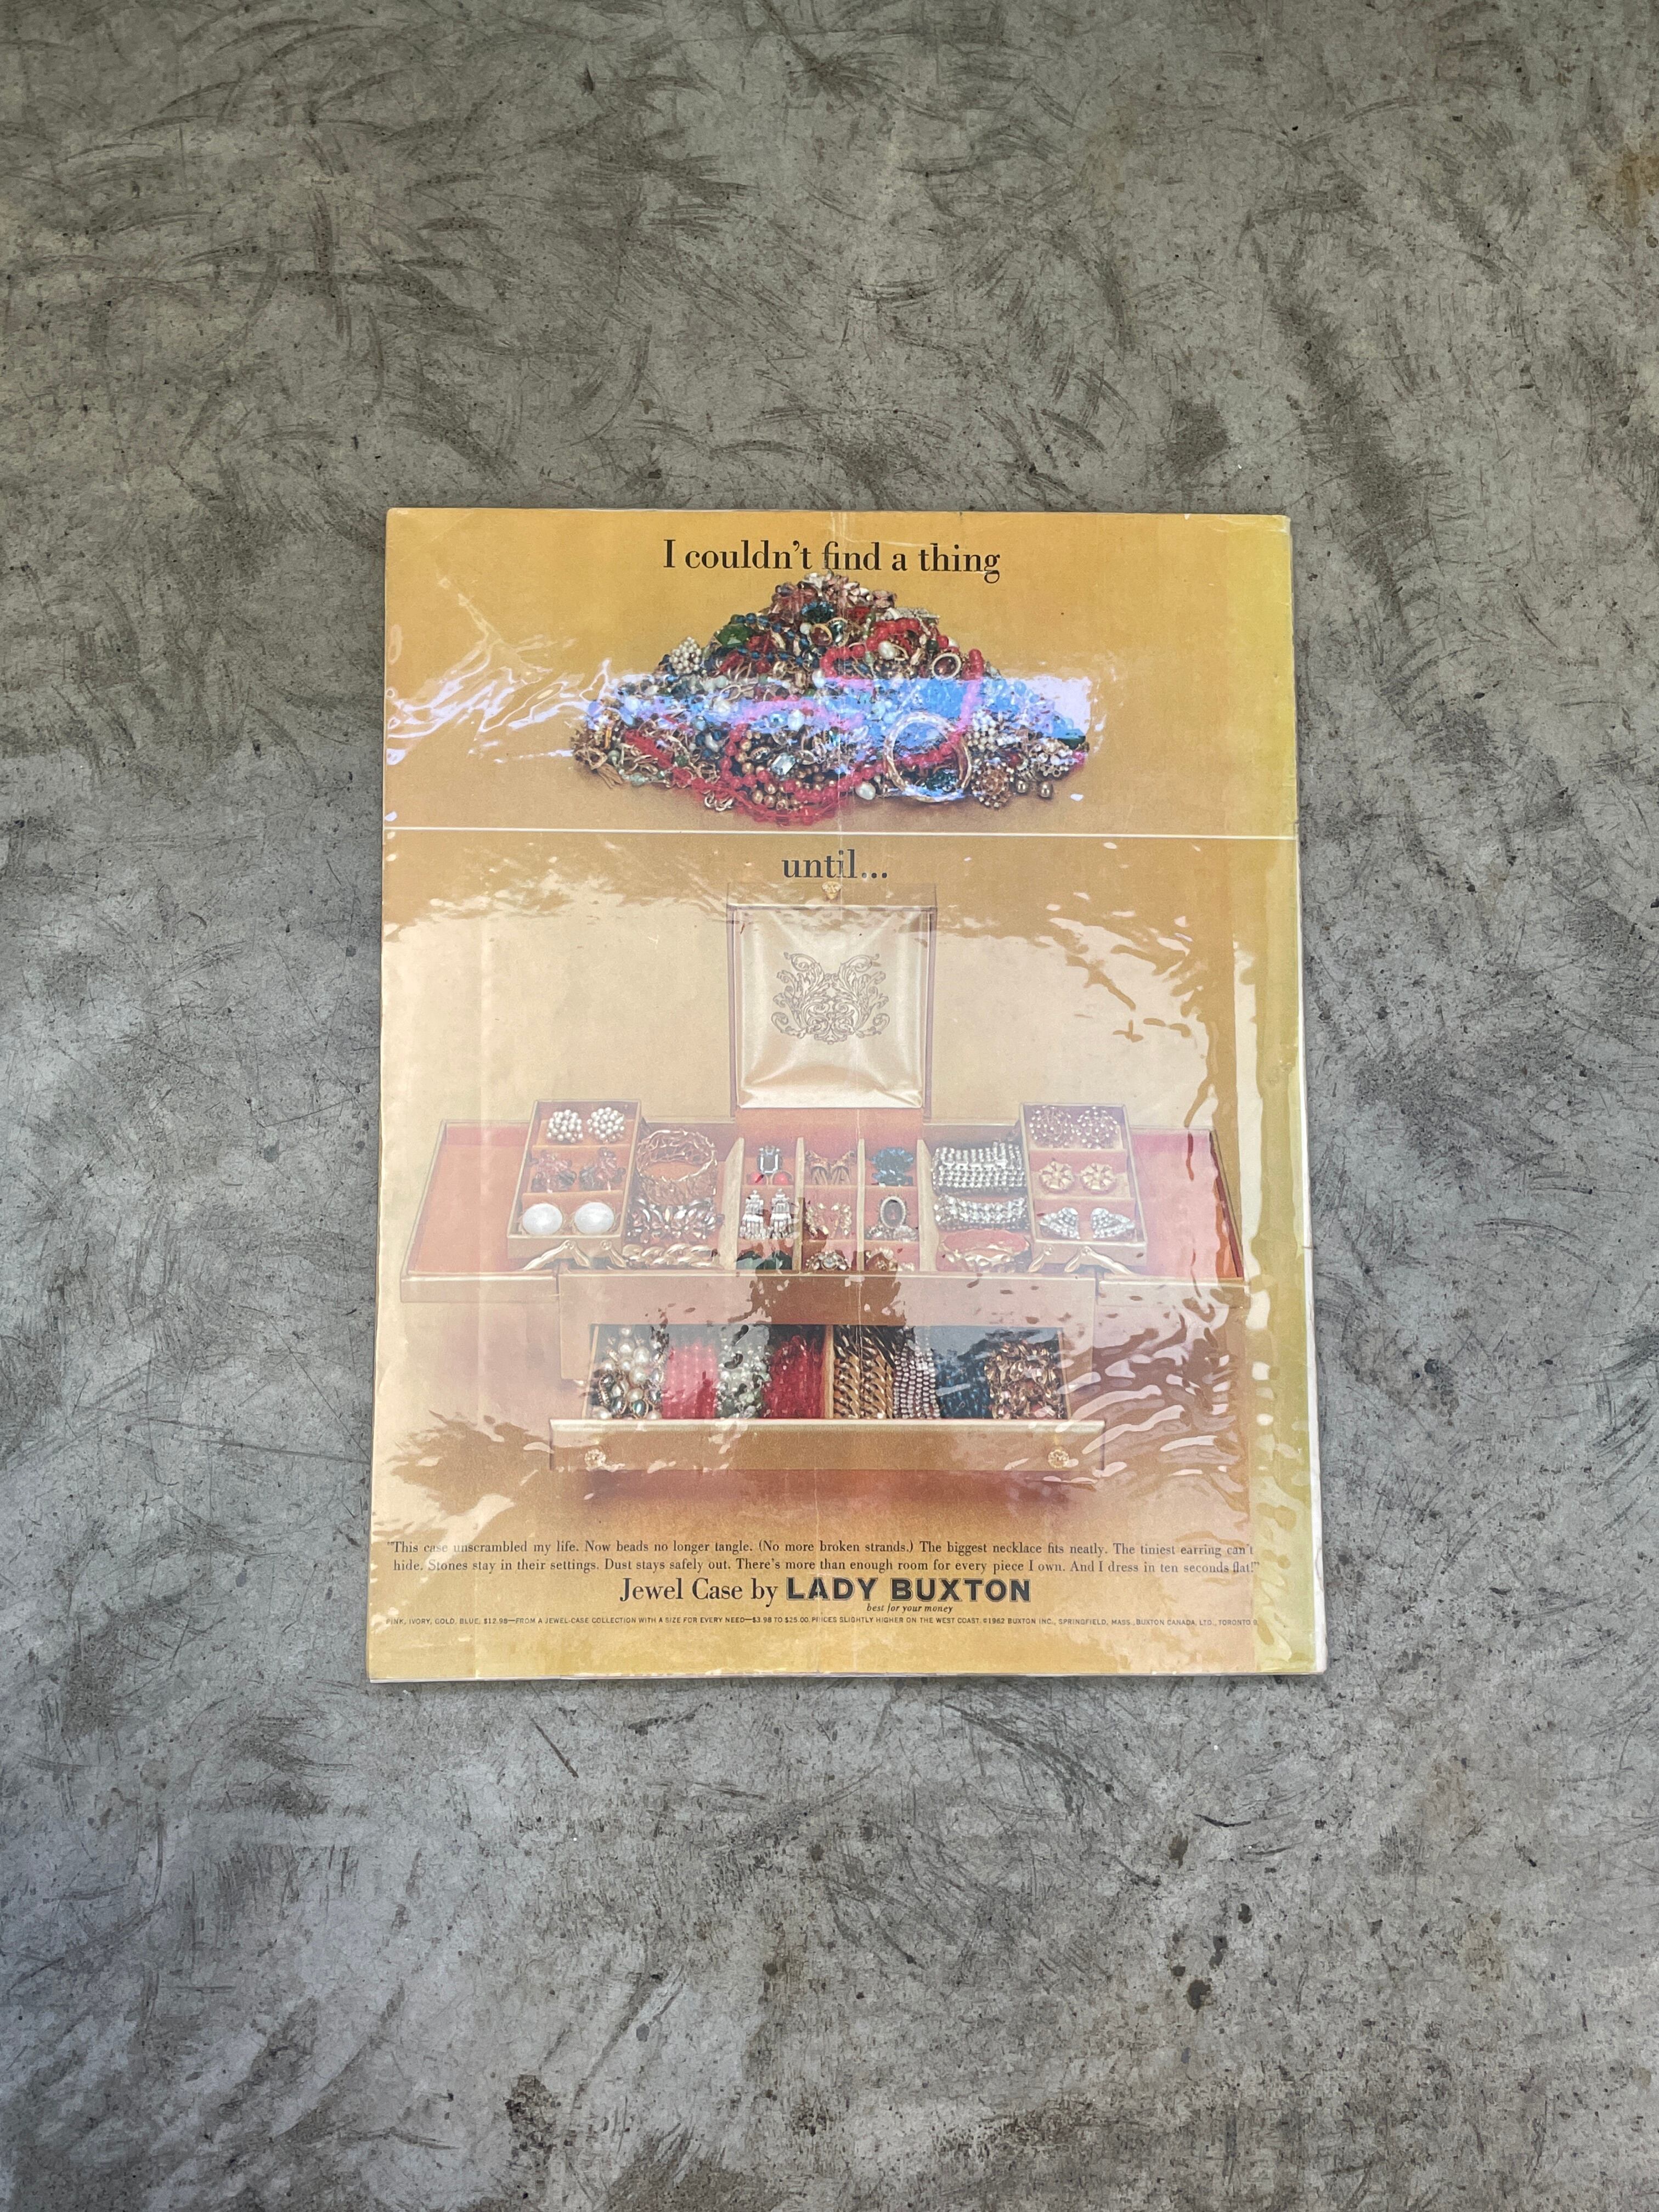 I couldn't find a thing
until...
"This case unscrambled my life. Now beads no longer tangle. (No more broken strands.) The biggest necklace fits neatly. The tiniest earring can't
hide. Stones stay in their settings. Dust stays safely out. There's more than enough room for every piece I own. And I dress in ten seconds flat!"
Jewel Case by LADY BUXTON
best for your money
PINK, IVORY, GOLD, BLUE, $12.95—FROM A JEWEL-CASE COLLECTION WITH A SIZE FOR EVERY NEED—$3.98 TO $25.00. PRICES SLIGHTLY HIGHER ON THE WEST COAST. ©1962 BUXTON INC., SPRINGFIELD, MASS., BUXTON CANADA, LTD., TORONTO